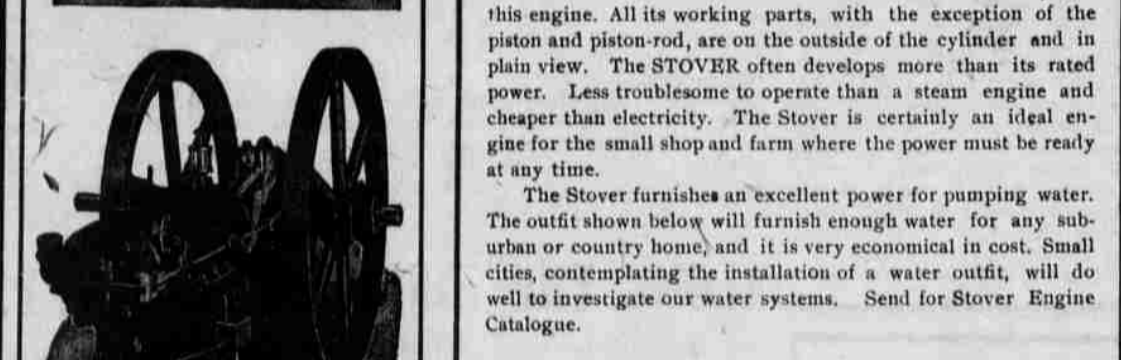 this engine. All its working parts, with the exception of the
piston and piston-rod, are on the outside of the cylinder and in
plain view. The STOVER often develops more than its rated
power. Less troublesome to operate than a steam engine and
cheaper than electricity. The Stover is certainly an ideal en-
gine for the small shop and farm where the power must be ready
at any time.
The Stover furnishes an excellent power for pumping water.
The outfit shown below will furnish enough water for any sub-
urban or country home, and it is very economical in cost. Small
cities, contemplating the installation of a water outfit, will do
well to investigate our water systems. Send for Stover Engine
Catalogue.